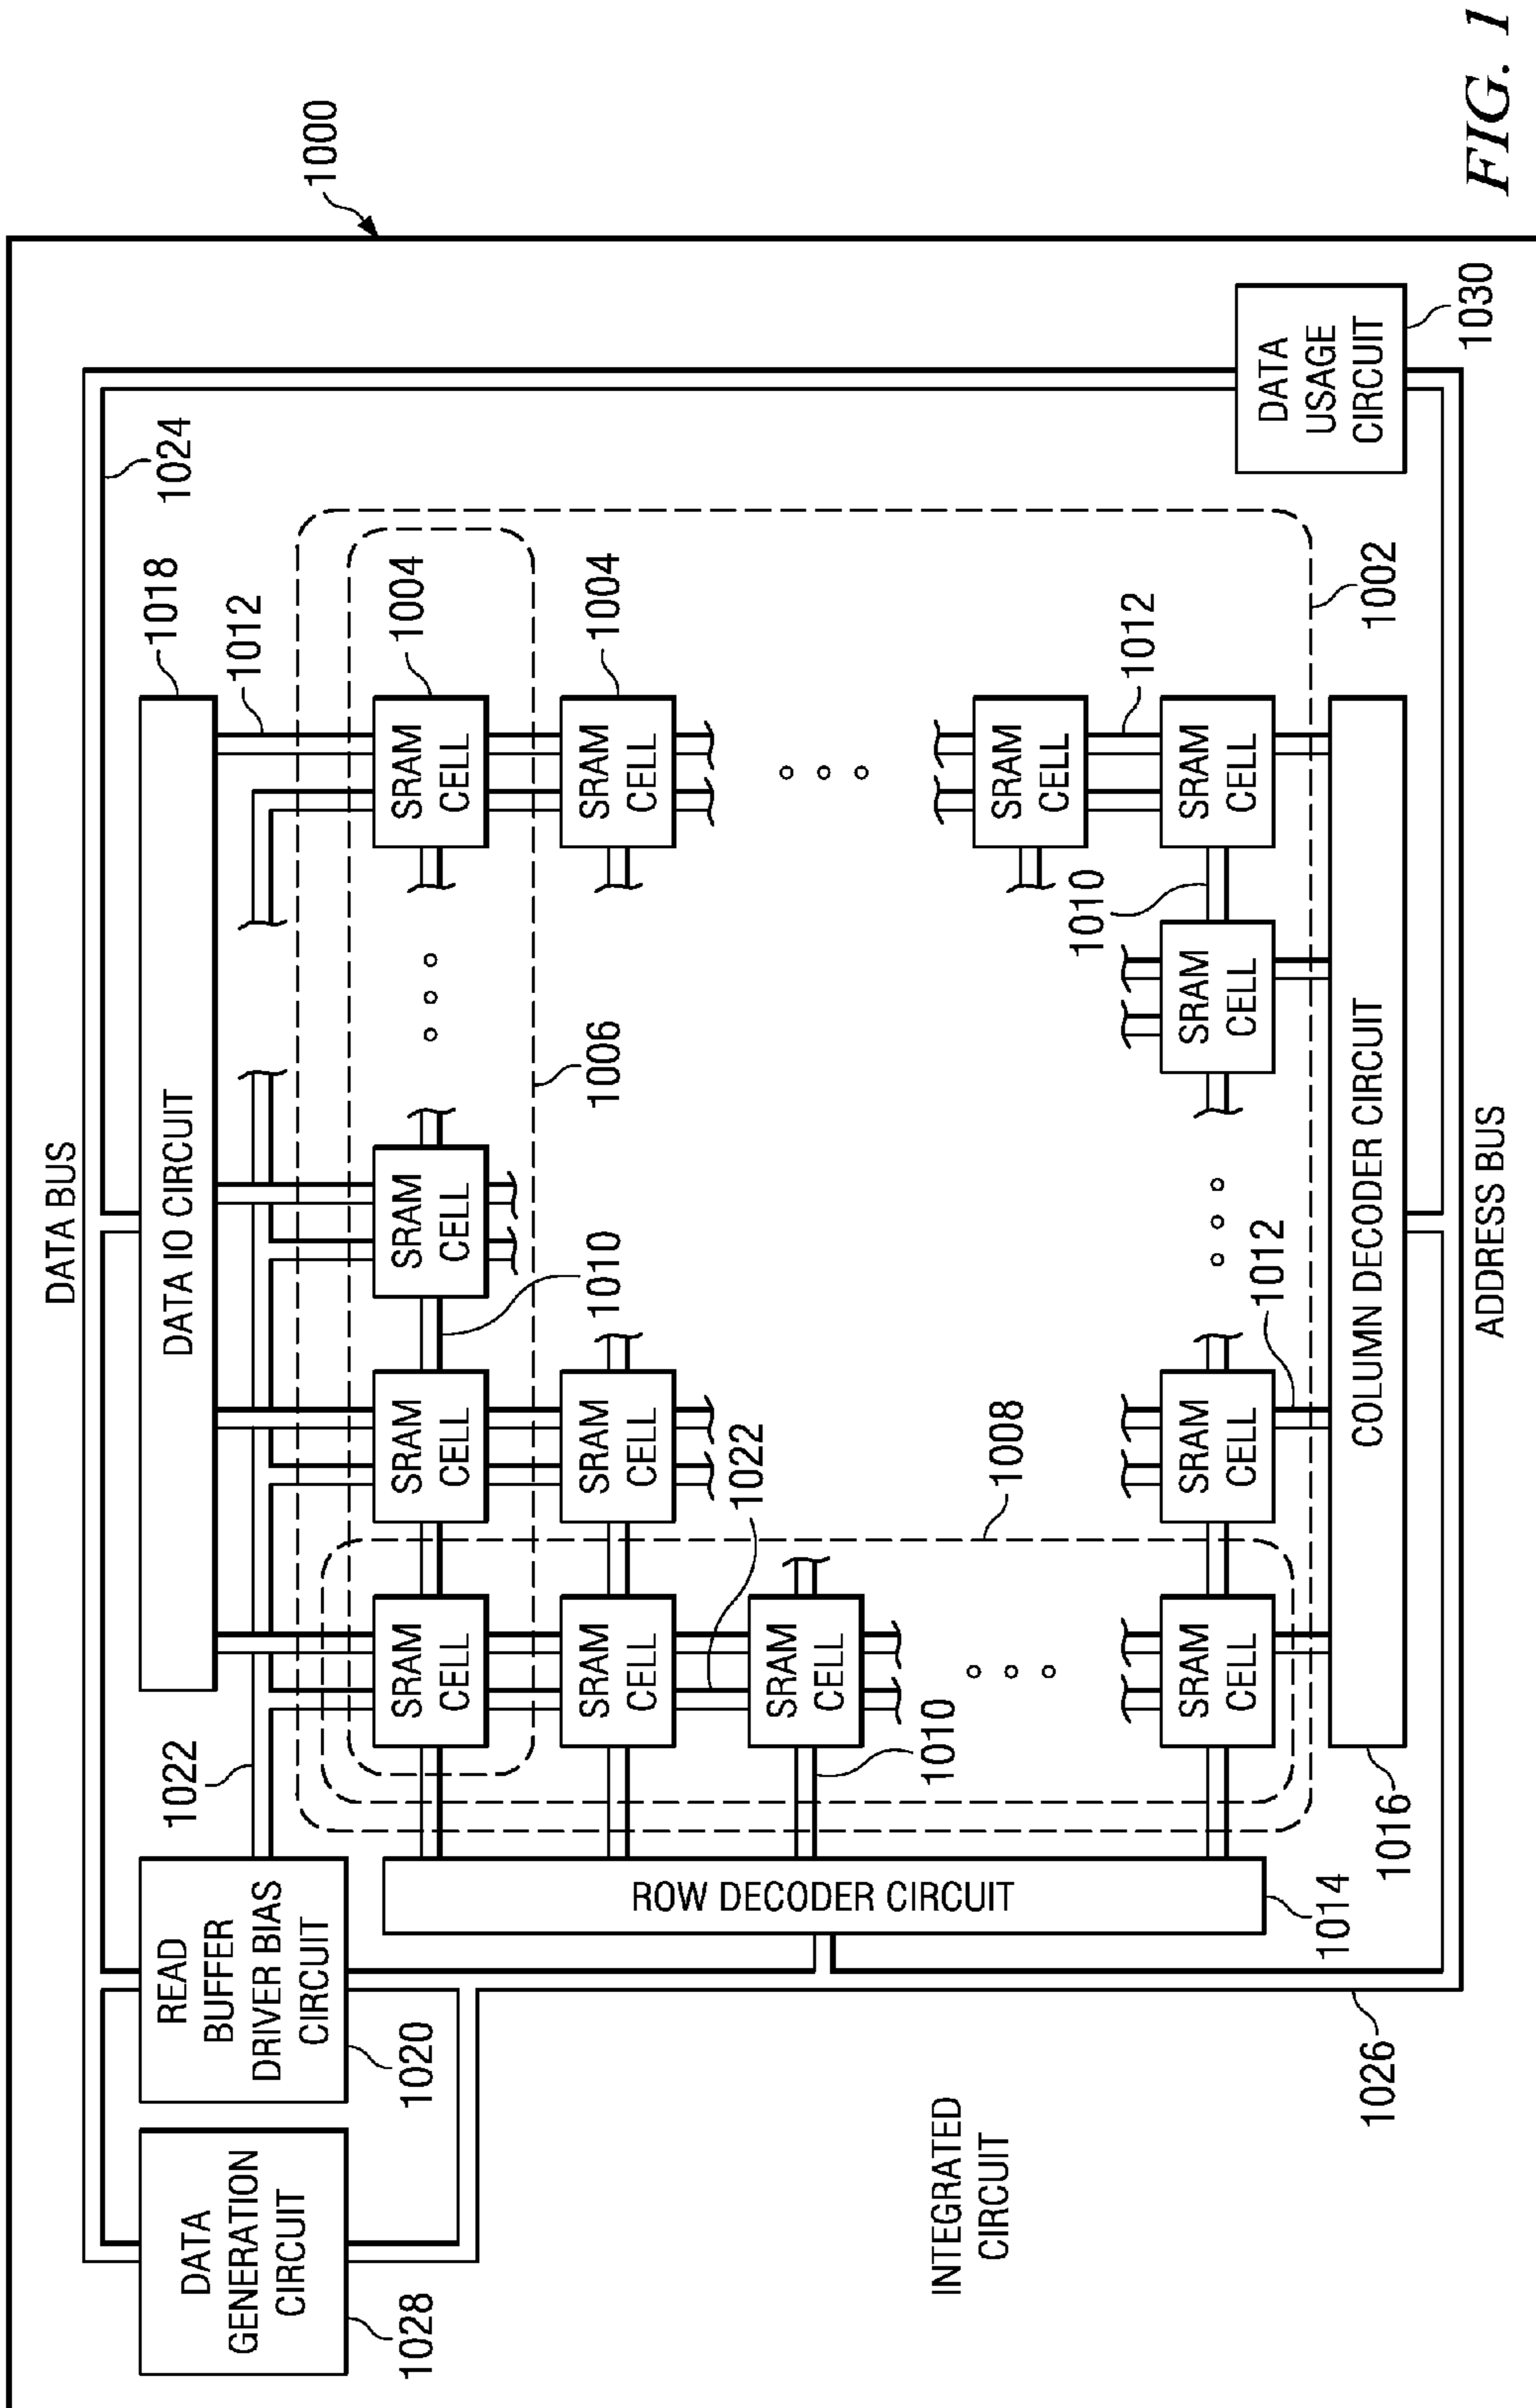 DATA BUS
DATA
GENERATION
CIRCUIT
1028
READ
BUFFER
DRIVER BIAS
CIRCUIT
1020
1022
DATA IO CIRCUIT
1018
1024
1012
1000
SRAM
CELL
SRAM
CELL
SRAM
CELL
SRAM
CELL
1004
SRAM
CELL
SRAM
CELL
1010
1006
SRAM
CELL
1004
ROW DECODER CIRCUIT
1022
SRAM
CELL
INTEGRATED
CIRCUIT
1010
1008
SRAM
CELL
1010
1012
SRAM
CELL
SRAM
CELL
SRAM
CELL
SRAM
CELL
1012
1014
1002
DATA
USAGE
CIRCUIT
1026
1016
COLUMN DECODER CIRCUIT
1030
ADDRESS BUS
FIG. 1